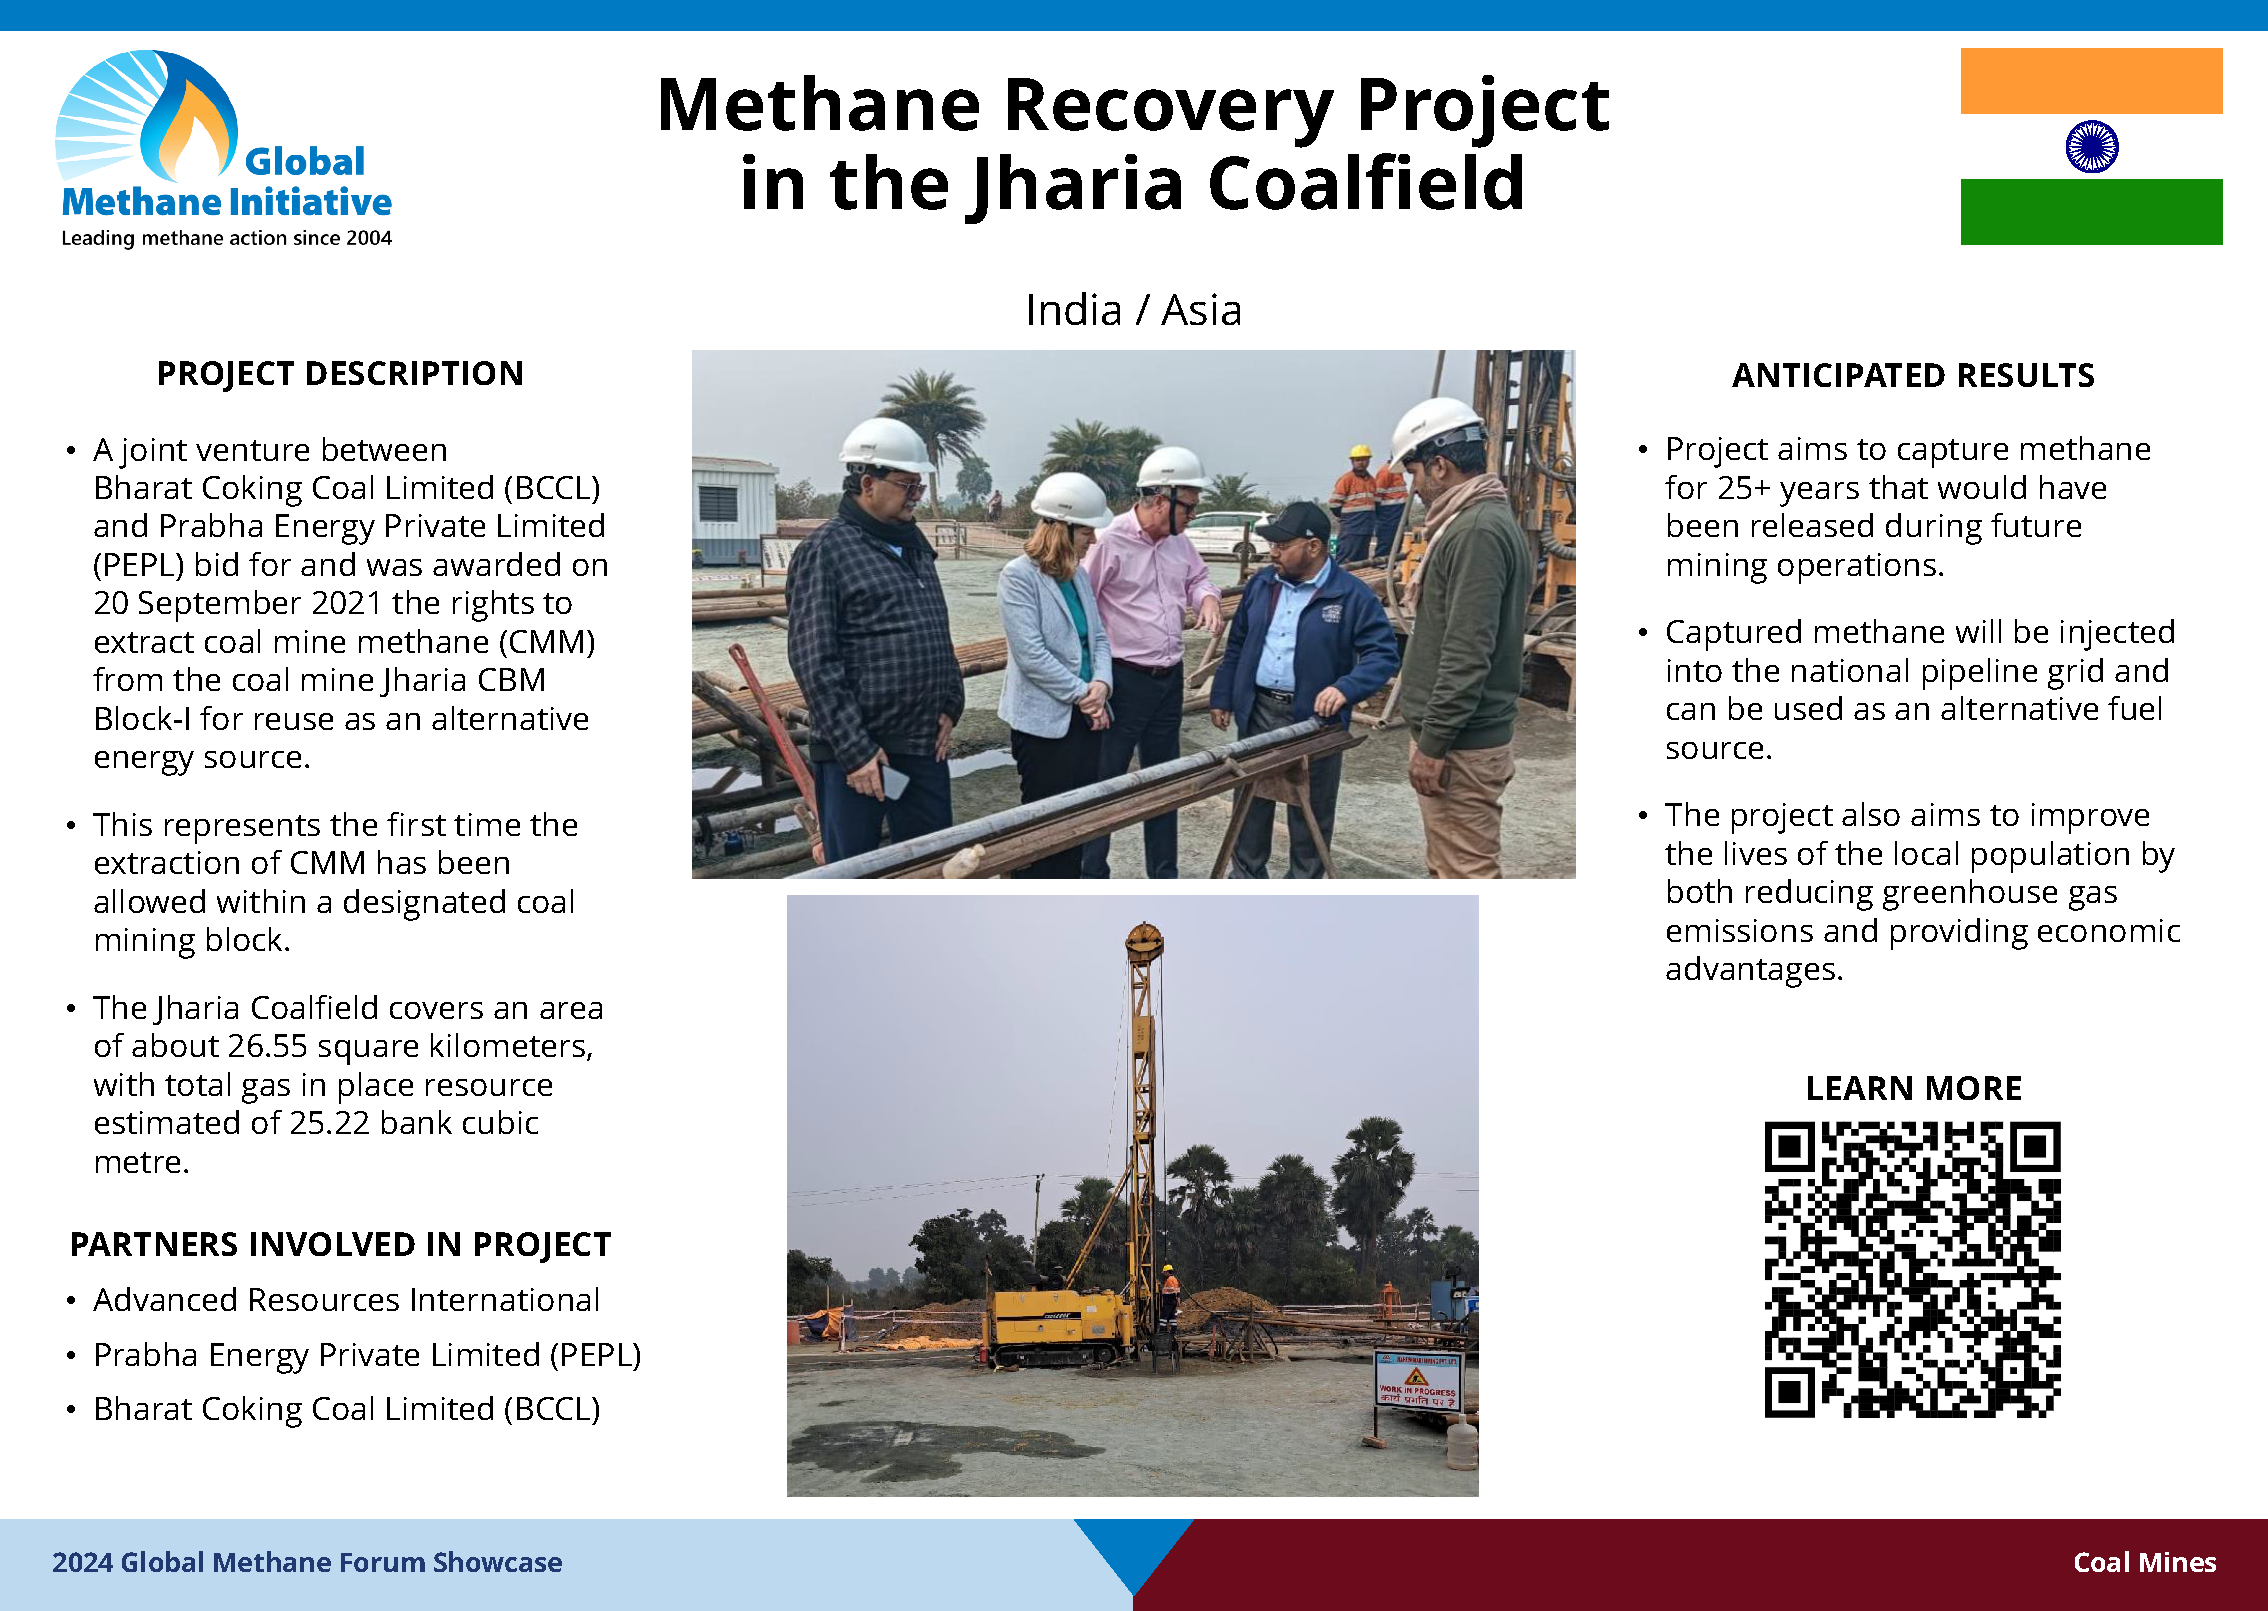 Global
Methane Initiative
Leading methane action since 2004
Methane Recovery Project
in the Jharia Coalfield
India / Asia
PROJECT DESCRIPTION
• A joint venture between
Bharat Coking Coal Limited (BCCL)
and Prabha Energy Private Limited
(PEPL) bid for and was awarded on
20 September 2021 the rights to
extract coal mine methane (CMM)
from the coal mine Jharia CBM
Block-I for reuse as an alternative
energy source.
• This represents the first time the
extraction of CMM has been
allowed within a designated coal
mining block.
• The Jharia Coalfield covers an area
of about 26.55 square kilometers,
with total gas in place resource
estimated of 25.22 bank cubic
metre.
PARTNERS INVOLVED IN PROJECT
• Advanced Resources International
• Prabha Energy Private Limited (PEPL)
• Bharat Coking Coal Limited (BCCL)
WORK IN PROGRESS
कार्य प्रगति पर है
ANTICIPATED RESULTS
• Project aims to capture methane
for 25+ years that would have
been released during future
mining operations.
• Captured methane will be injected
into the national pipeline grid and
can be used as an alternative fuel
source.
• The project also aims to improve
the lives of the local population by
both reducing greenhouse gas
emissions and providing economic
advantages.
LEARN MORE
2024 Global Methane Forum Showcase
Coal Mines